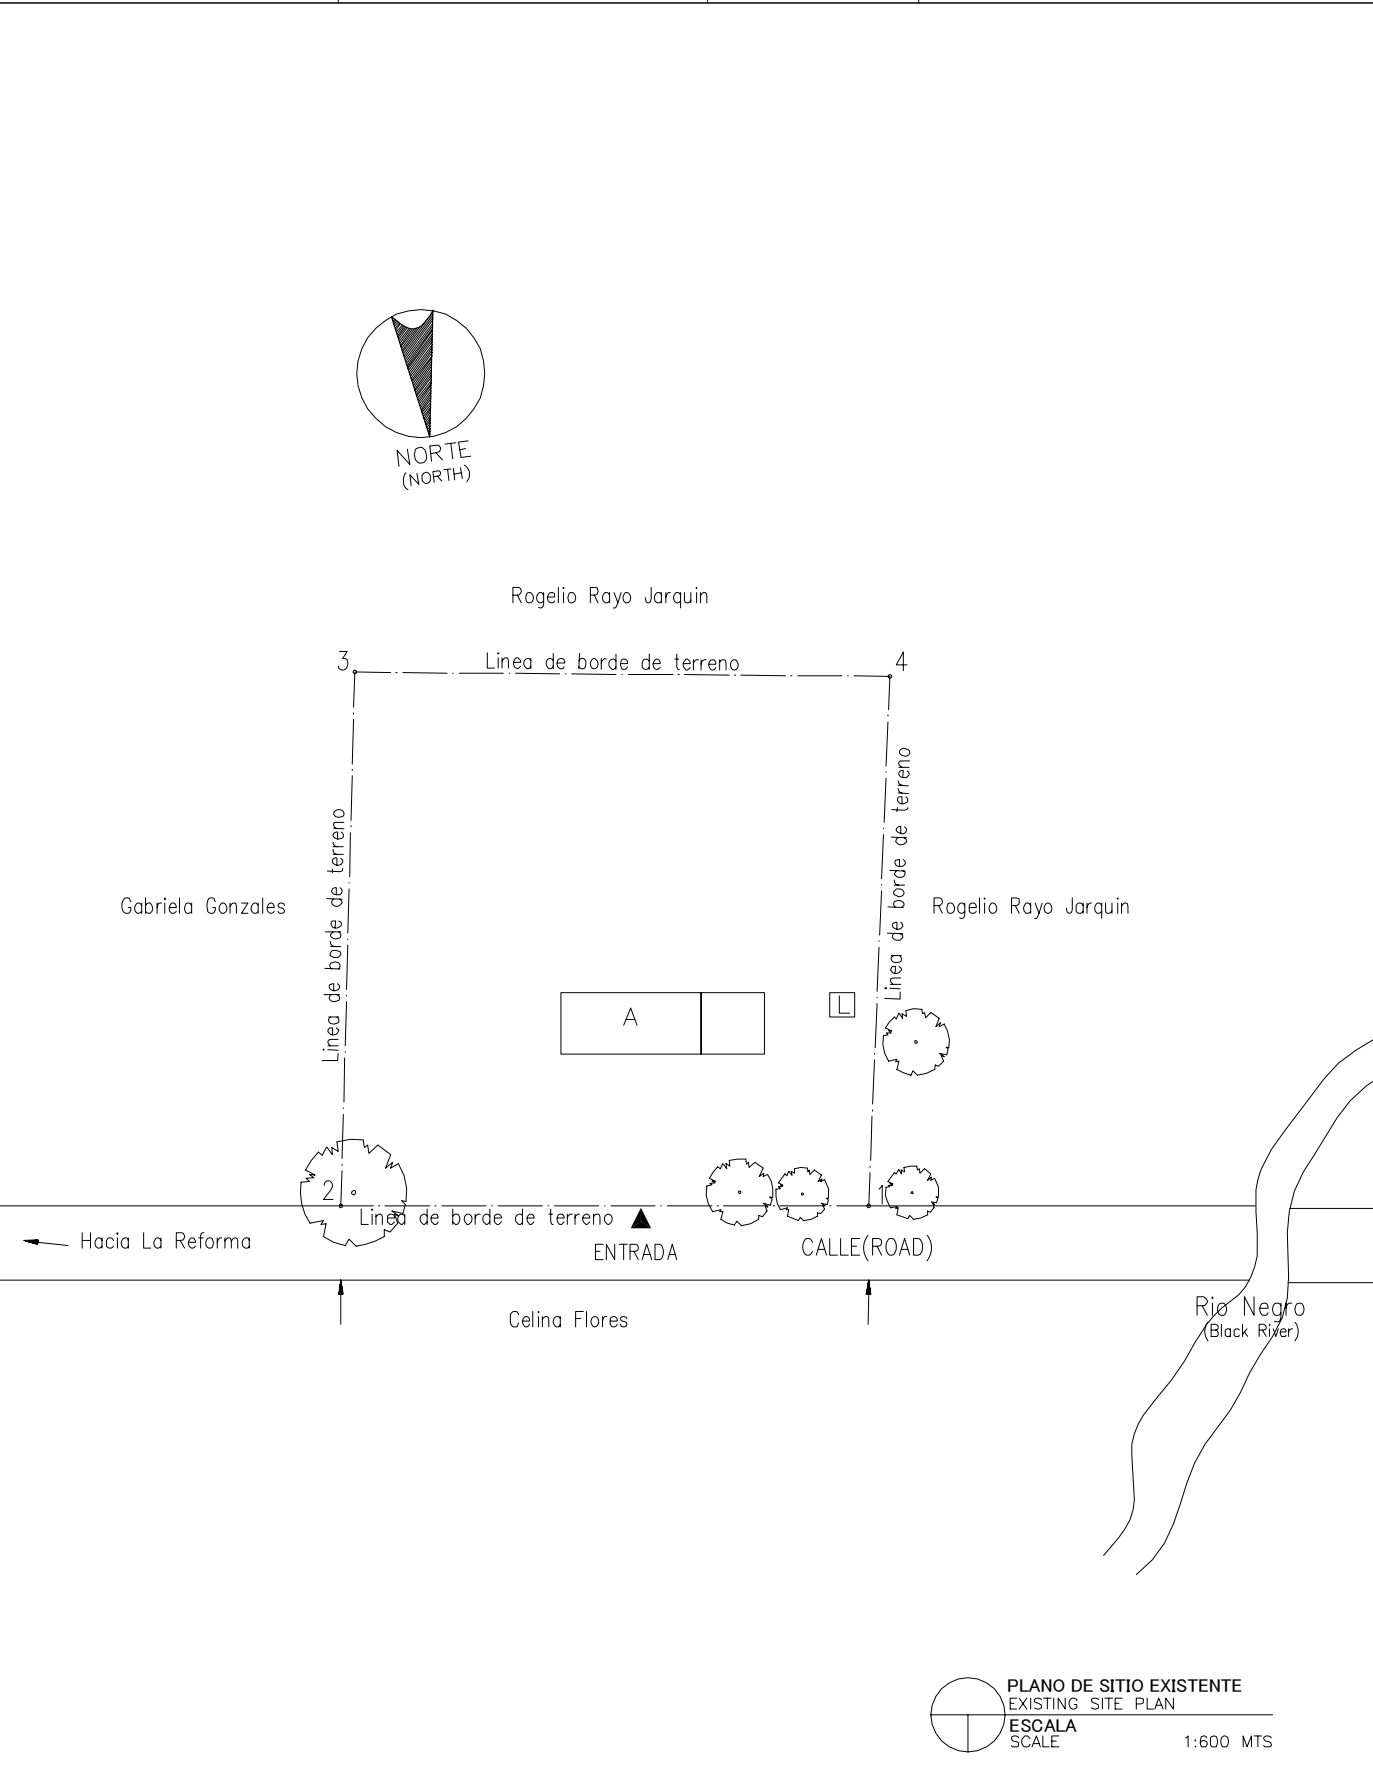 NORTE
(NORTH)
Rogelio Rayo Jarquin
3
Linea de borde de terreno
4
Linea de borde de terreno
Linea de borde de terreno
Gabriela Gonzales
Rogelio Rayo Jarquin
A
L
2
1
Linea de borde de terreno
Hacia La Reforma
ENTRADA
CALLE(ROAD)
Celina Flores
Rio Negro
(Black River)
PLANO DE SITIO EXISTENTE
EXISTING SITE PLAN
ESCALA
SCALE 1:600 MTS